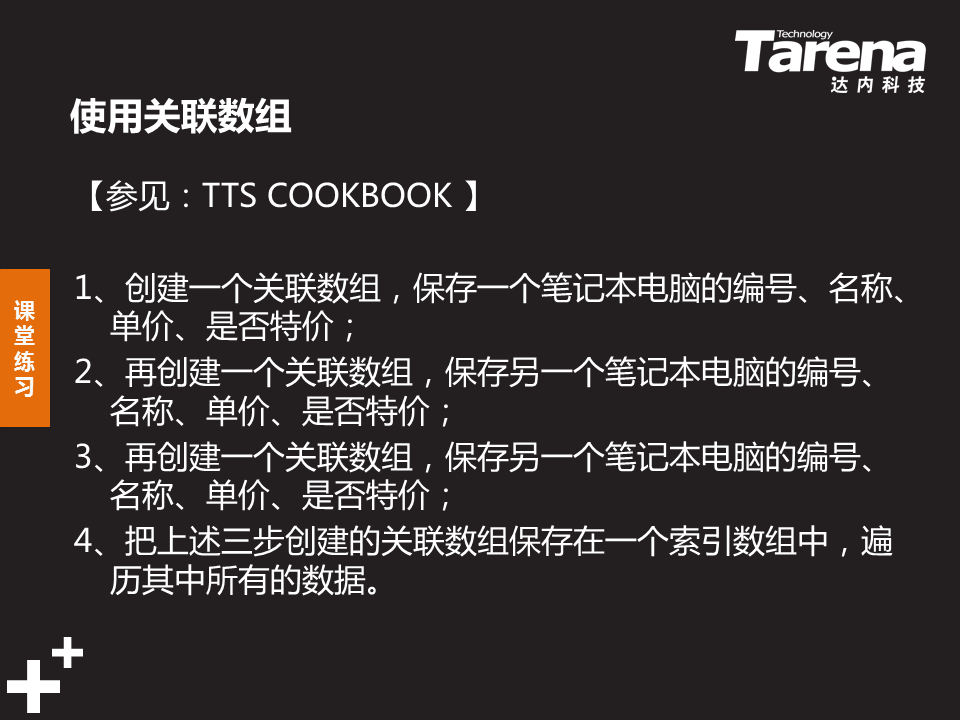 Technology
Tarena
达内科技
使用关联数组
【参见：TTS COOKBOOK 】
1、创建一个关联数组，保存一个笔记本电脑的编号、名称、
单价、是否特价；
2、再创建一个关联数组，保存另一个笔记本电脑的编号、
名称、单价、是否特价；
3、再创建一个关联数组，保存另一个笔记本电脑的编号、
名称、单价、是否特价；
4、把上述三步创建的关联数组保存在一个索引数组中，遍
历其中所有的数据。
课
堂
练
习